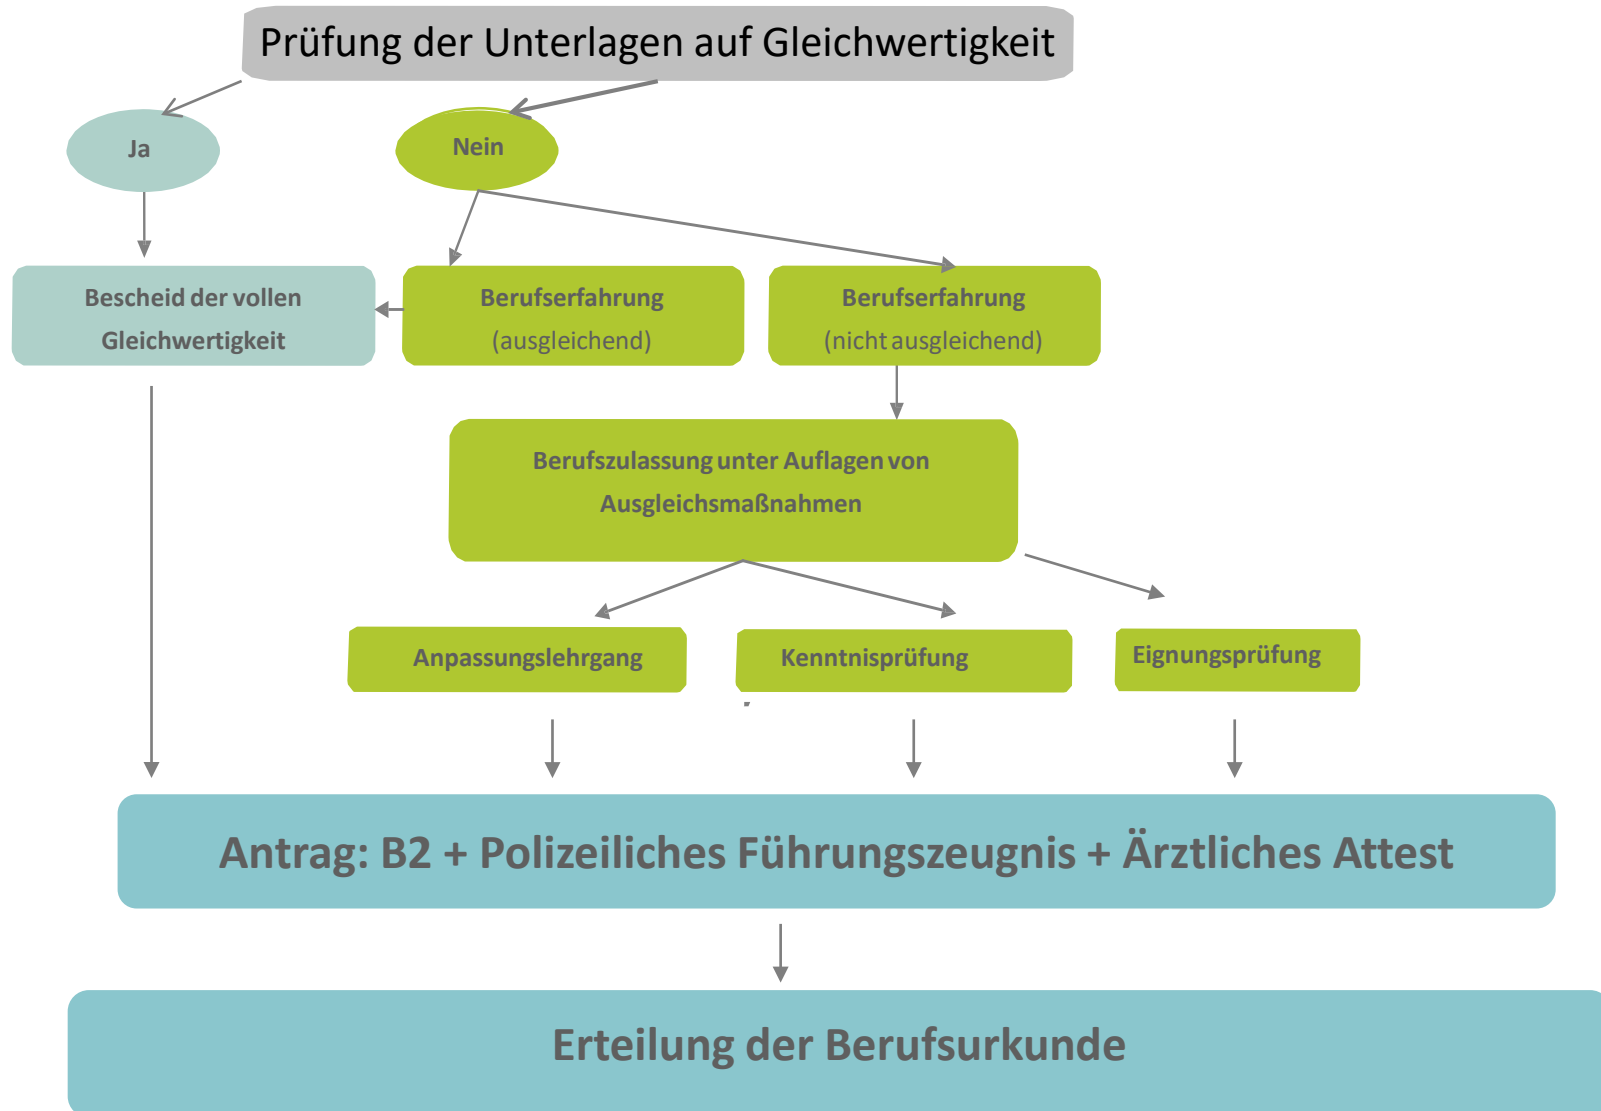 Prüfung der Unterlagen auf Gleichwertigkeit
Ja
Nein
Bescheid der vollen
Gleichwertigkeit
Berufserfahrung
(ausgleichend)
Berufserfahrung
(nicht ausgleichend)
Berufszulassung unter Auflagen von
Ausgleichsmaßnahmen
Anpassungslehrgang
Kenntnisprüfung
Eignungsprüfung
Antrag: B2 + Polizeiliches Führungszeugnis + Ärztliches Attest
Erteilung der Berufsurkunde